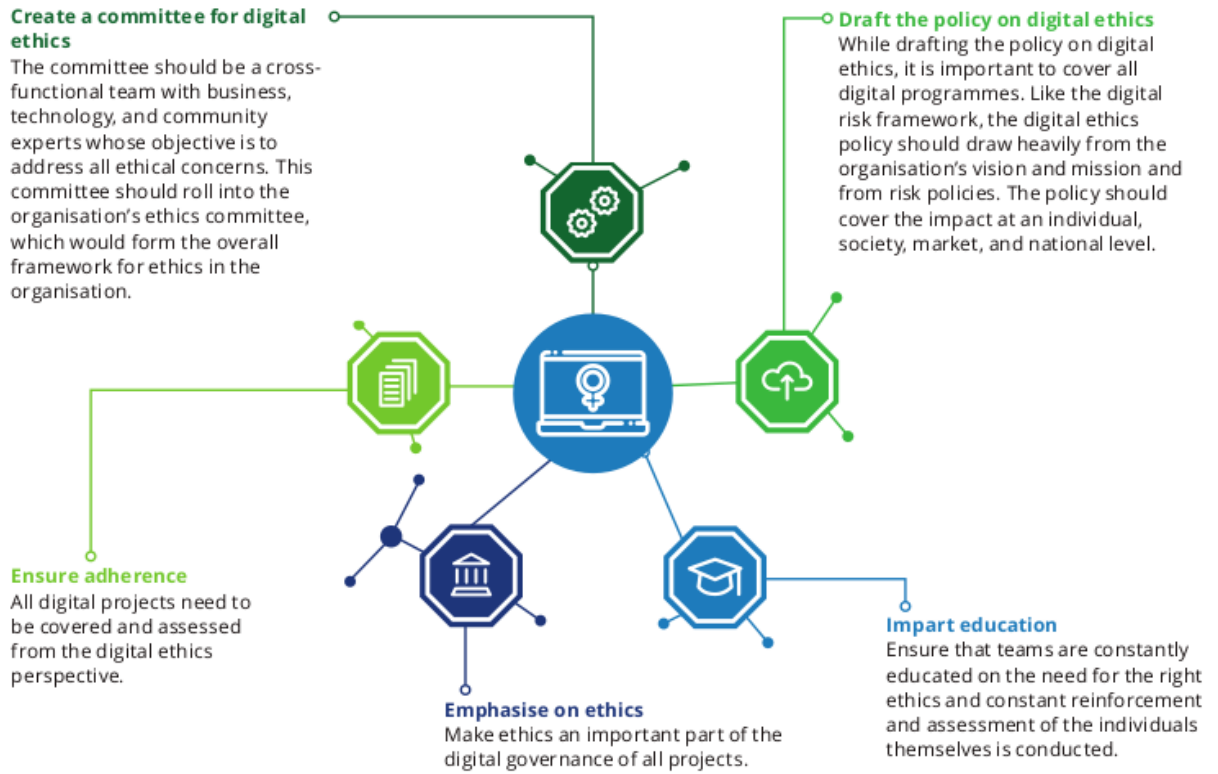 Create a committee for digital
ethics
The committee should be a cross-
functional team with business,
technology, and community
experts whose objective is to
address all ethical concerns. This
committee should roll into the
organisation's ethics committee,
which would form the overall
framework for ethics in the
organisation.
Draft the policy on digital ethics
While drafting the policy on digital
ethics, it is important to cover all
digital programmes. Like the digital
risk framework, the digital ethics
policy should draw heavily from the
organisation's vision and mission and
from risk policies. The policy should
cover the impact at an individual,
society, market, and national level.
Ensure adherence
All digital projects need to
be covered and assessed
from the digital ethics
perspective.
Emphasise on ethics
Make ethics an important part of the
digital governance of all projects.
Impart education
Ensure that teams are constantly
educated on the need for the right
ethics and constant reinforcement
and assessment of the individuals
themselves is conducted.